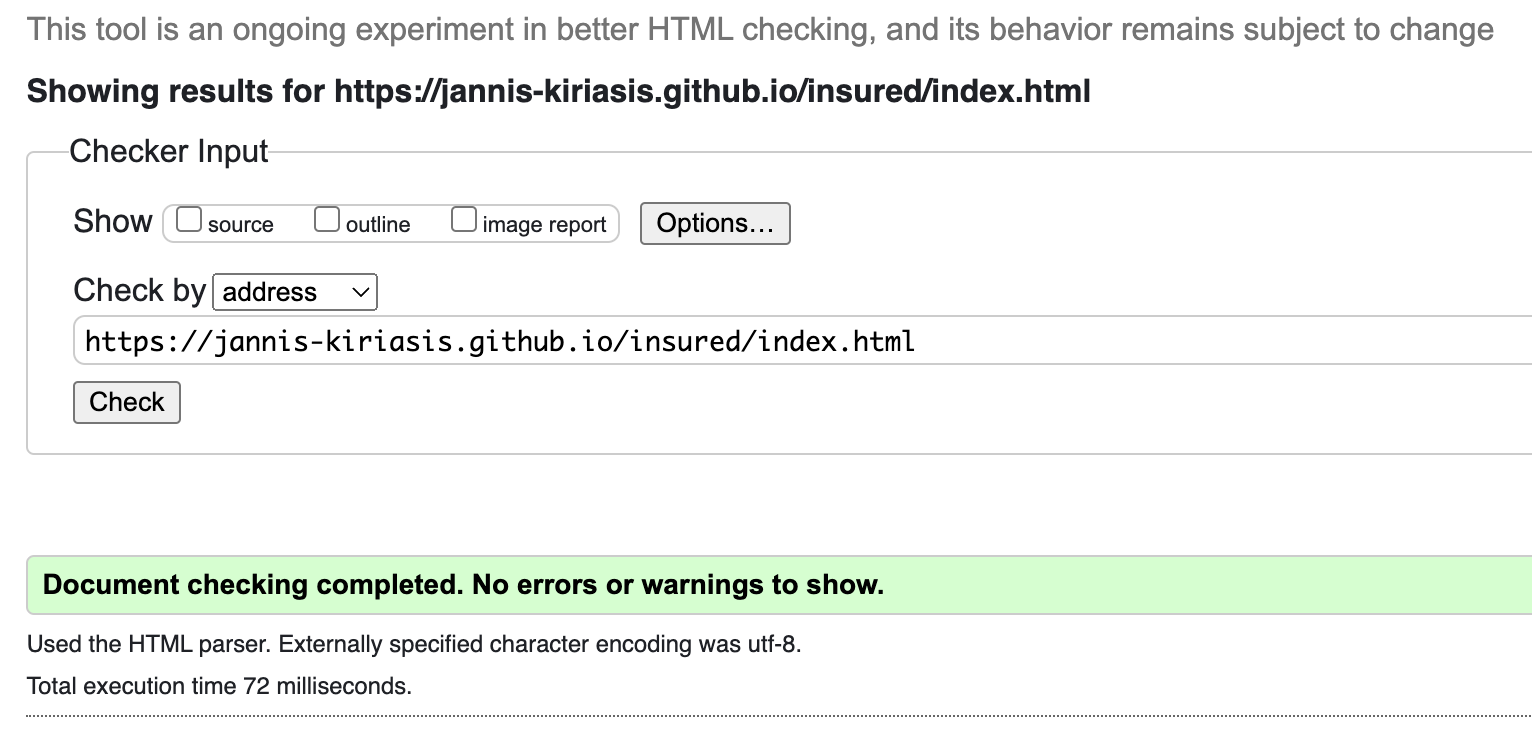 This tool is an ongoing experiment in better HTML checking, and its behavior remains subject to change
Showing results for https://jannis-kiriasis.github.io/insured/index.html
Checker Input
Show source outline image report Options...
Check by address
https://jannis-kiriasis.github.io/insured/index.html
Check
Document checking completed. No errors or warnings to show.
Used the HTML parser. Externally specified character encoding was utf-8.
Total execution time 72 milliseconds.